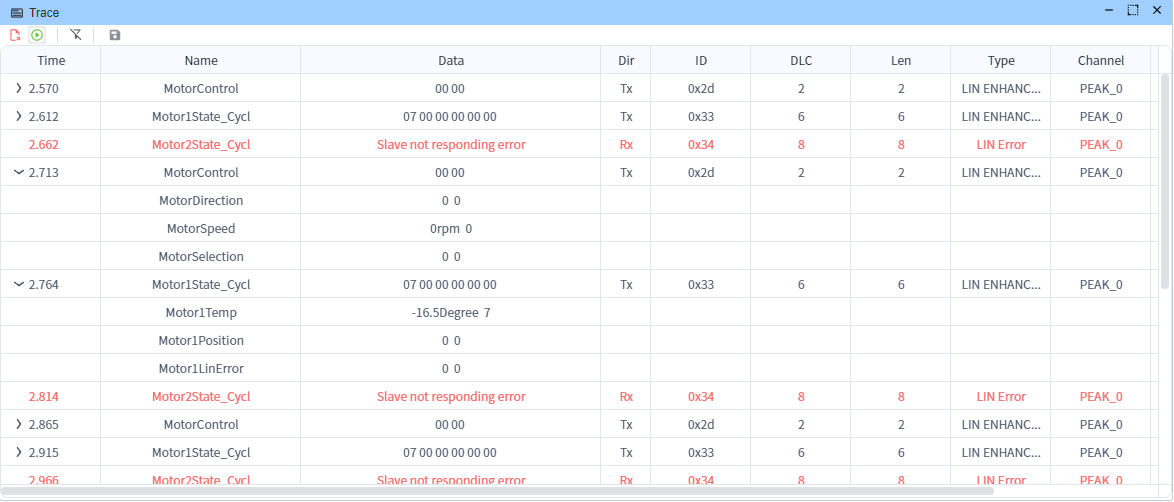 Trace
Time Name Data Dir ID DLC Len Type Channel
2.570 MotorControl 00 00 Tx 0x2d 2 2 LIN ENHANC... PEAK_0
2.612 Motor1State_Cycl 07 00 00 00 00 00 Tx 0x33 6 6 LIN ENHANC... PEAK_0
2.662 Motor2State_Cycl Slave not responding error Rx 0x34 8 8 LIN Error PEAK_0
2.713 MotorControl 00 00 Tx 0x2d 2 2 LIN ENHANC... PEAK_0
MotorDirection 0 0
MotorSpeed 0rpm 0
MotorSelection 0 0
2.764 Motor1State_Cycl 07 00 00 00 00 00 Tx 0x33 6 6 LIN ENHANC... PEAK_0
Motor1Temp -16.5Degree 7
Motor1Position 0 0
Motor1LinError 0 0
2.814 Motor2State_Cycl Slave not responding error Rx 0x34 8 8 LIN Error PEAK_0
2.865 MotorControl 00 00 Tx 0x2d 2 2 LIN ENHANC... PEAK_0
2.915 Motor1State_Cycl 07 00 00 00 00 00 Tx 0x33 6 6 LIN ENHANC... PEAK_0
2.966 Motor2State_Cycl Slave not responding error Rx 0x34 8 8 LIN Error PEAK_0